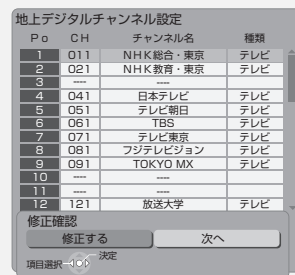 地上デジタルチャンネル設定
Po CH チャンネル名 種類
1 011 NHK総合・東京 テレビ
2 021 NHK教育・東京 テレビ
3 ---- ----
4 041 日本テレビ テレビ
5 051 テレビ朝日 テレビ
6 061 TBS テレビ
7 071 テレビ東京 テレビ
8 081 フジテレビジョン テレビ
9 091 TOKYO MX テレビ
10 ---- ----
11 ---- ----
12 121 放送大学 テレビ
修正確認
修正する 次へ
項目選択 決定